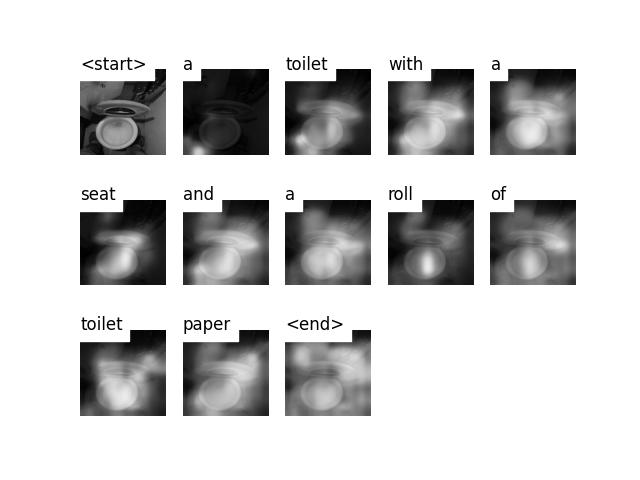 <start> a toilet with a
seat and a roll of
toilet paper <end>